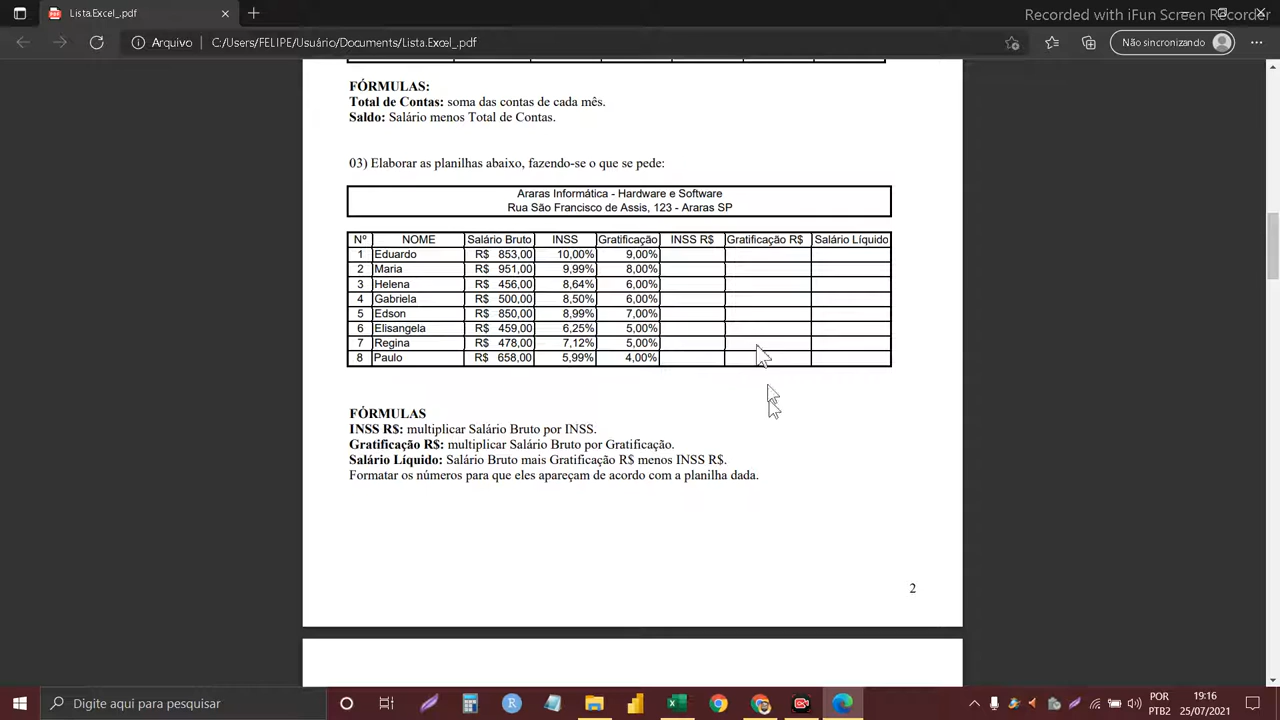 Lista.Excel_.pdf
Recorded with iFun Screen Recorder
Arquivo C:/Users/FELIPE/Usuário/Documents/Lista.Excel_.pdf
Não sincronizando
FÓRMULAS:
Total de Contas: soma das contas de cada mês.
Saldo: Salário menos Total de Contas.
03) Elaborar as planilhas abaixo, fazendo-se o que se pede:
Araras Informática - Hardware e Software
Rua São Francisco de Assis, 123 - Araras SP
Nº NOME Salário Bruto INSS Gratificação INSS R$ Gratificação R$ Salário Líquido
1 Eduardo R$ 853,00 10,00% 9,00%
2 Maria R$ 951,00 9,99% 8,00%
3 Helena R$ 456,00 8,64% 6,00%
4 Gabriela R$ 500,00 8,50% 6,00%
5 Edson R$ 850,00 8,99% 7,00%
6 Elisangela R$ 459,00 6,25% 5,00%
7 Regina R$ 478,00 7,12% 5,00%
8 Paulo R$ 658,00 5,99% 4,00%
FÓRMULAS
INSS R$: multiplicar Salário Bruto por INSS.
Gratificação R$: multiplicar Salário Bruto por Gratificação.
Salário Líquido: Salário Bruto mais Gratificação R$ menos INSS R$.
Formatar os números para que eles apareçam de acordo com a planilha dada.
2
Digite aqui para pesquisar
POR 19:16
PTB2 25/07/2021